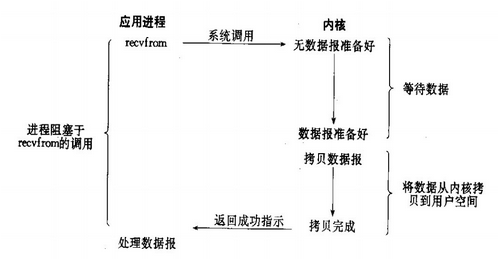 应用进程
内核
recvfrom
系统调用
无数据报准备好
等待数据
数据报准备好
进程阻塞于
recvfrom的调用
拷贝数据报
将数据从内核拷
贝到用户空间
返回成功指示
拷贝完成
处理数据报